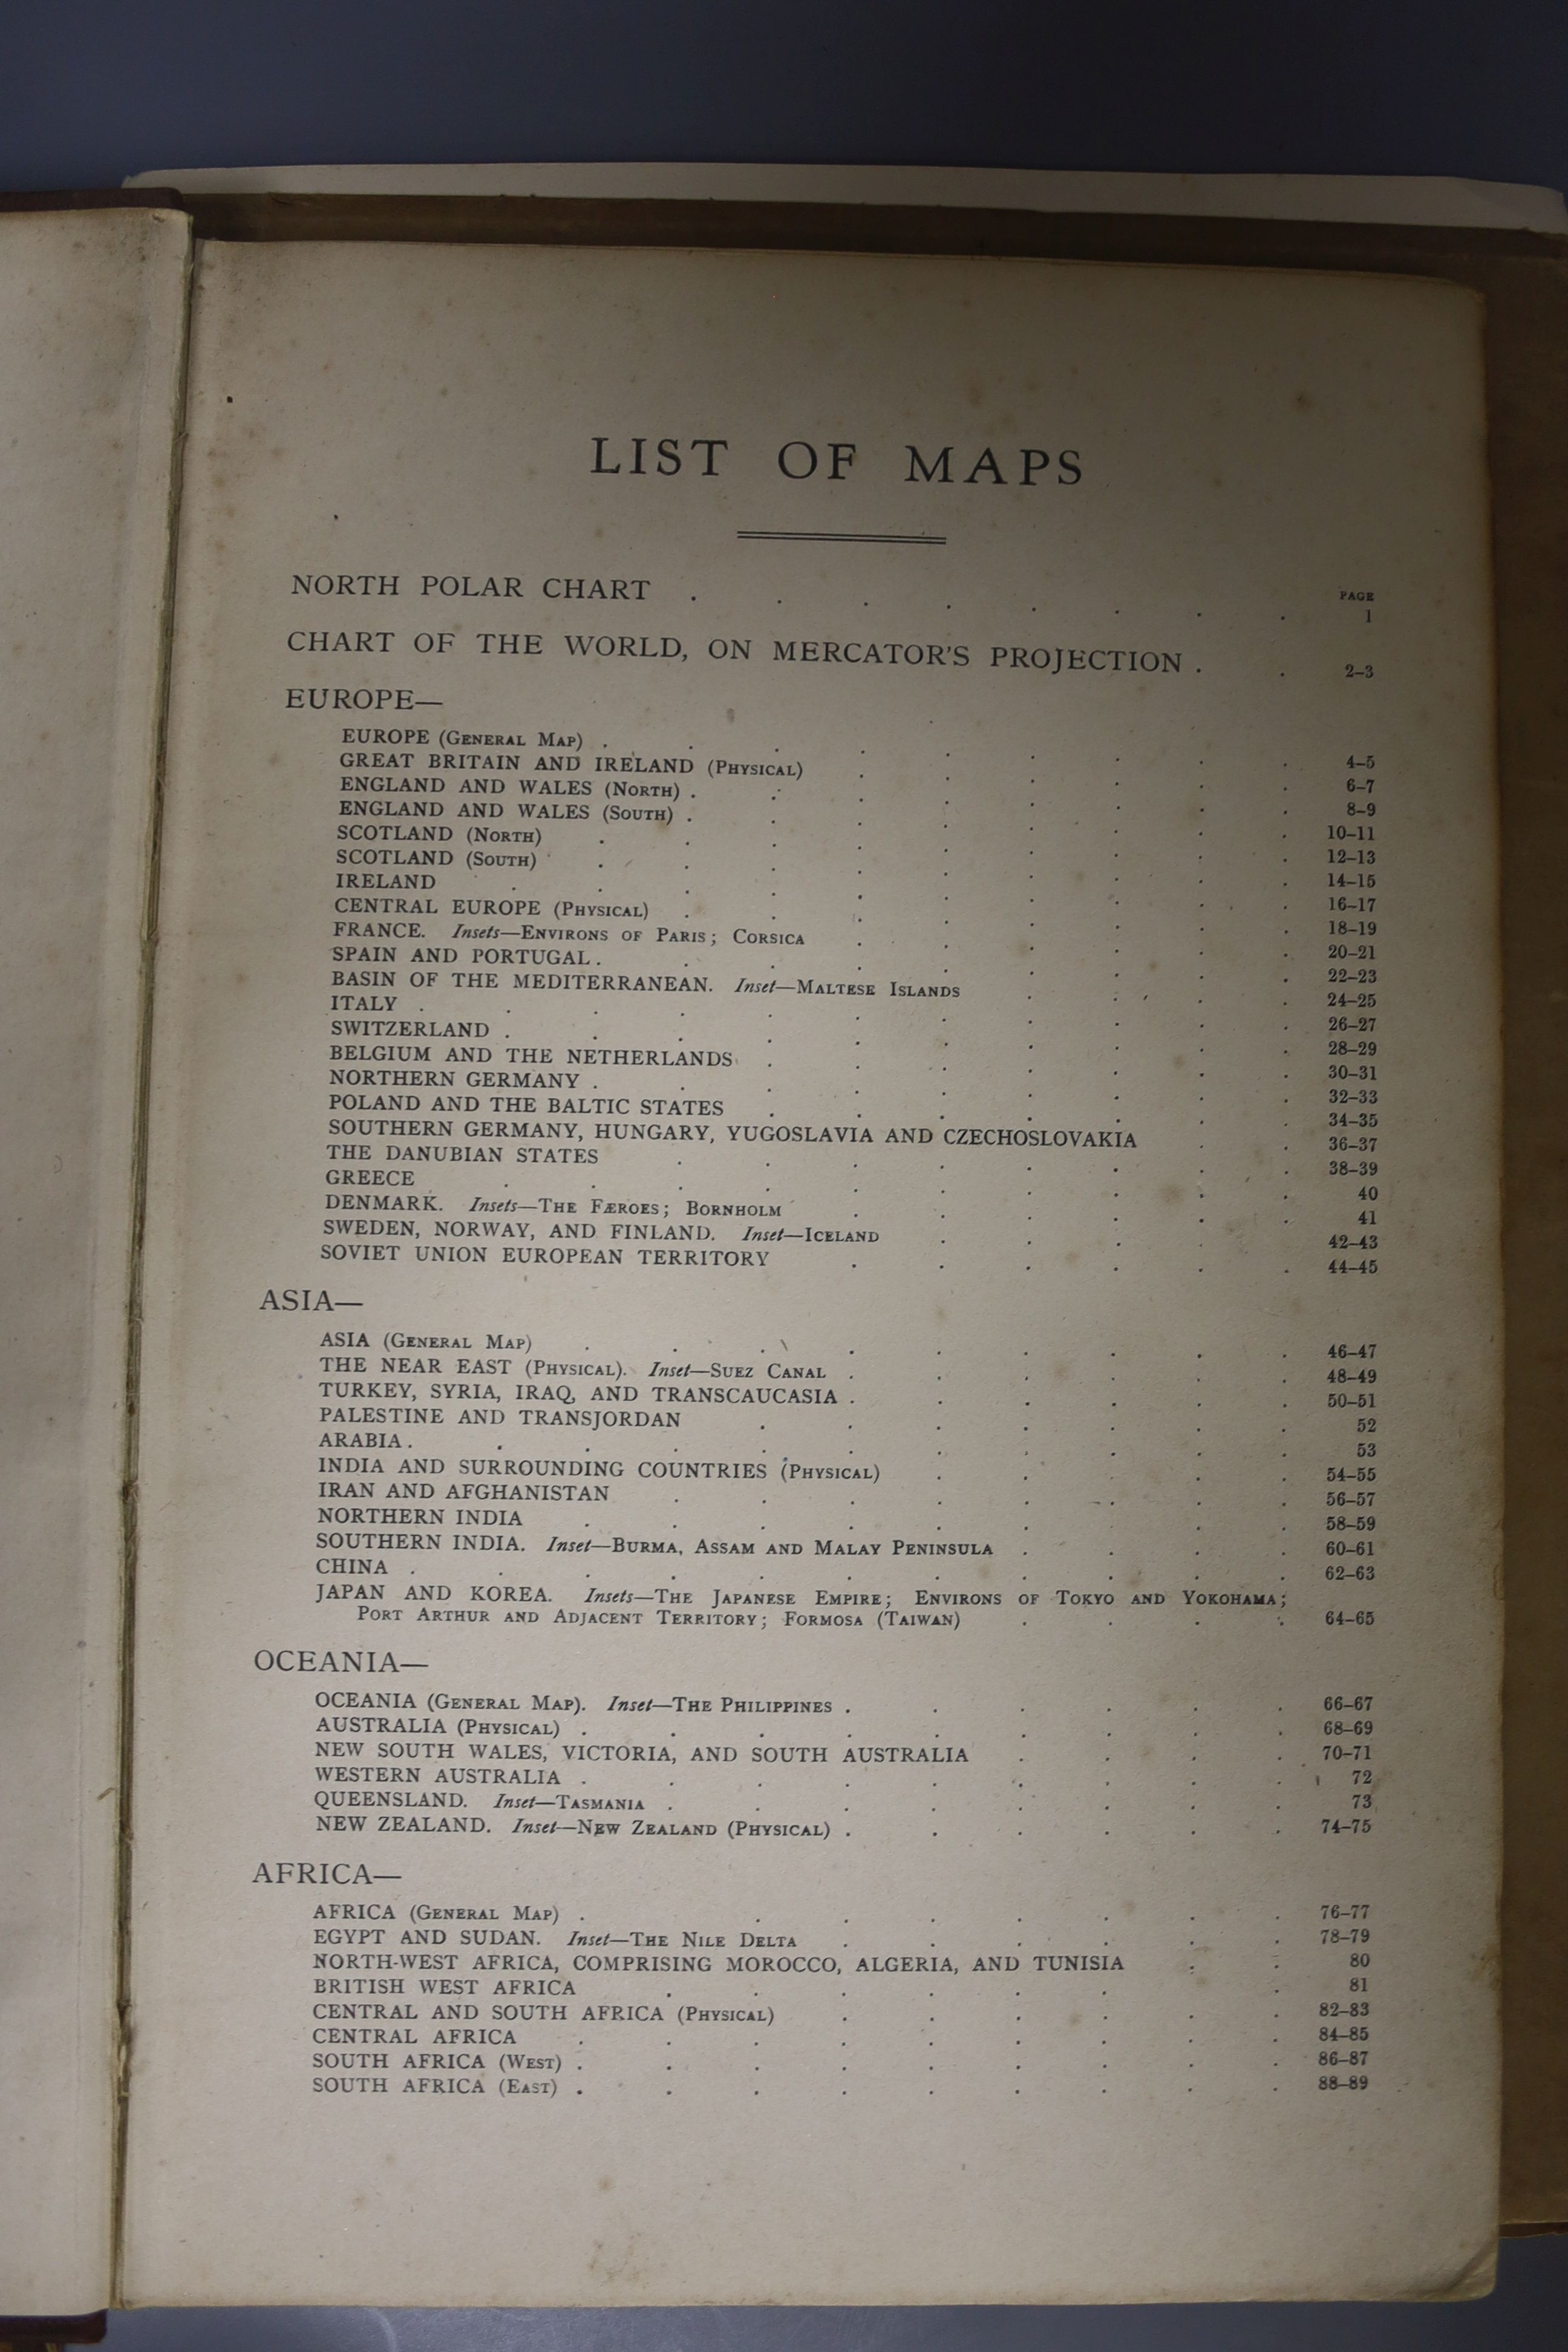 LIST OF MAPS
PAGE
NORTH POLAR CHART . . . . . . . . 1
CHART OF THE WORLD, ON MERCATOR'S PROJECTION . . 2–3
EUROPE—
EUROPE (General Map) . . . . . . . . . 4–5
GREAT BRITAIN AND IRELAND (Physical) . . . . . . 6–7
ENGLAND AND WALES (North) . . . . . . . . 8–9
ENGLAND AND WALES (South) . . . . . . . . 10–11
SCOTLAND (North) . . . . . . . . . 12–13
SCOTLAND (South) . . . . . . . . . 14–15
IRELAND . . . . . . . . . . 16–17
CENTRAL EUROPE (Physical) . . . . . . . . 18–19
FRANCE. Insets—Environs of Paris; Corsica . . . . . . 20–21
SPAIN AND PORTUGAL . . . . . . . . . 22–23
BASIN OF THE MEDITERRANEAN. Inset—Maltese Islands . . . . 24–25
ITALY . . . . . . . . . . . 26–27
SWITZERLAND . . . . . . . . . . 28–29
BELGIUM AND THE NETHERLANDS . . . . . . . 30–31
NORTHERN GERMANY . . . . . . . . . 32–33
POLAND AND THE BALTIC STATES . . . . . . . 34–35
SOUTHERN GERMANY, HUNGARY, YUGOSLAVIA AND CZECHOSLOVAKIA . . 36–37
THE DANUBIAN STATES . . . . . . . . 38–39
GREECE . . . . . . . . . . 40
DENMARK. Insets—The Færoes; Bornholm . . . . . . 41
SWEDEN, NORWAY, AND FINLAND. Inset—Iceland . . . . . 42–43
SOVIET UNION EUROPEAN TERRITORY . . . . . . 44–45
ASIA—
ASIA (General Map) . . . . . . . . . 46–47
THE NEAR EAST (Physical). Inset—Suez Canal . . . . . . 48–49
TURKEY, SYRIA, IRAQ, AND TRANSCAUCASIA . . . . . . 50–51
PALESTINE AND TRANSJORDAN . . . . . . . 52
ARABIA . . . . . . . . . . . 53
INDIA AND SURROUNDING COUNTRIES (Physical) . . . . . 54–55
IRAN AND AFGHANISTAN . . . . . . . . 56–57
NORTHERN INDIA . . . . . . . . . 58–59
SOUTHERN INDIA. Inset—Burma, Assam and Malay Peninsula . . . . 60–61
CHINA . . . . . . . . . . . 62–63
JAPAN AND KOREA. Insets—The Japanese Empire; Environs of Tokyo and Yokohama;
Port Arthur and Adjacent Territory; Formosa (Taiwan) . . . . 64–65
OCEANIA—
OCEANIA (General Map). Inset—The Philippines . . . . . . 66–67
AUSTRALIA (Physical) . . . . . . . . . 68–69
NEW SOUTH WALES, VICTORIA, AND SOUTH AUSTRALIA . . . . 70–71
WESTERN AUSTRALIA . . . . . . . . . 72
QUEENSLAND. Inset—Tasmania . . . . . . . . 73
NEW ZEALAND. Inset—New Zealand (Physical) . . . . . . 74–75
AFRICA—
AFRICA (General Map) . . . . . . . . 76–77
EGYPT AND SUDAN. Inset—The Nile Delta . . . . . . 78–79
NORTH-WEST AFRICA, COMPRISING MOROCCO, ALGERIA, AND TUNISIA . . 80
BRITISH WEST AFRICA . . . . . . . 81
CENTRAL AND SOUTH AFRICA (Physical) . . . . . . 82–83
CENTRAL AFRICA . . . . . . . . . 84–85
SOUTH AFRICA (West) . . . . . . . . . 86–87
SOUTH AFRICA (East) . . . . . . . . . 88–89